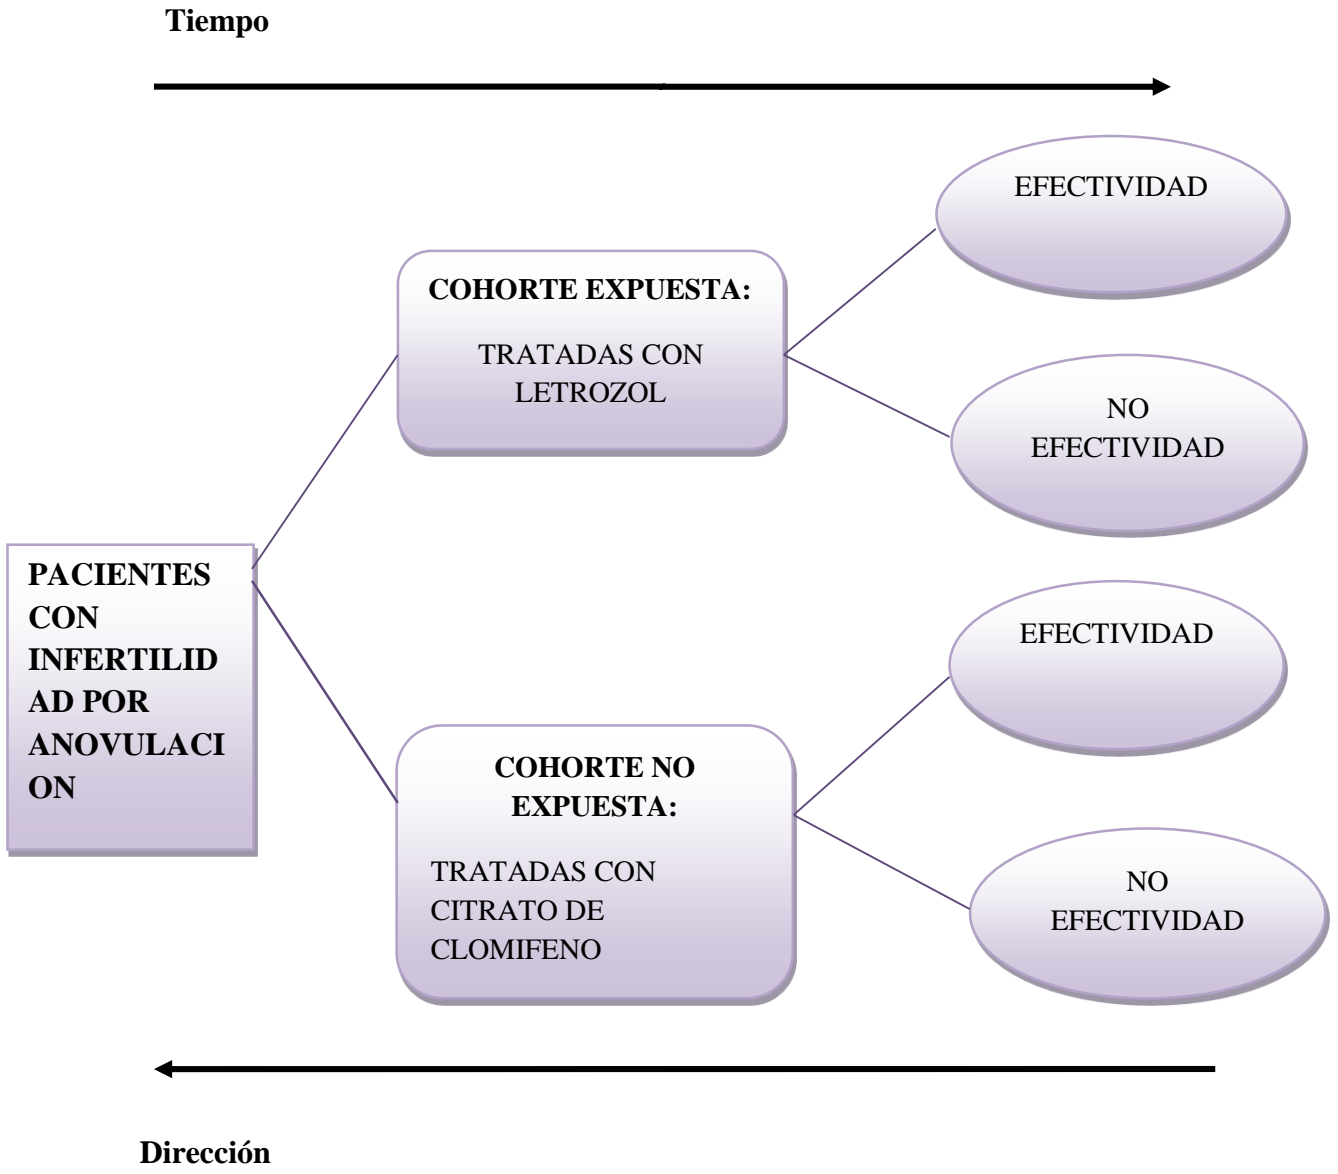 Tiempo
EFECTIVIDAD
COHORTE EXPUESTA:
TRATADAS CON
LETROZOL
NO
EFECTIVIDAD
PACIENTES
CON
INFERTILID
AD POR
ANOVULACI
ON
EFECTIVIDAD
COHORTE NO
EXPUESTA:
TRATADAS CON
CITRATO DE
CLOMIFENO
NO
EFECTIVIDAD
Dirección